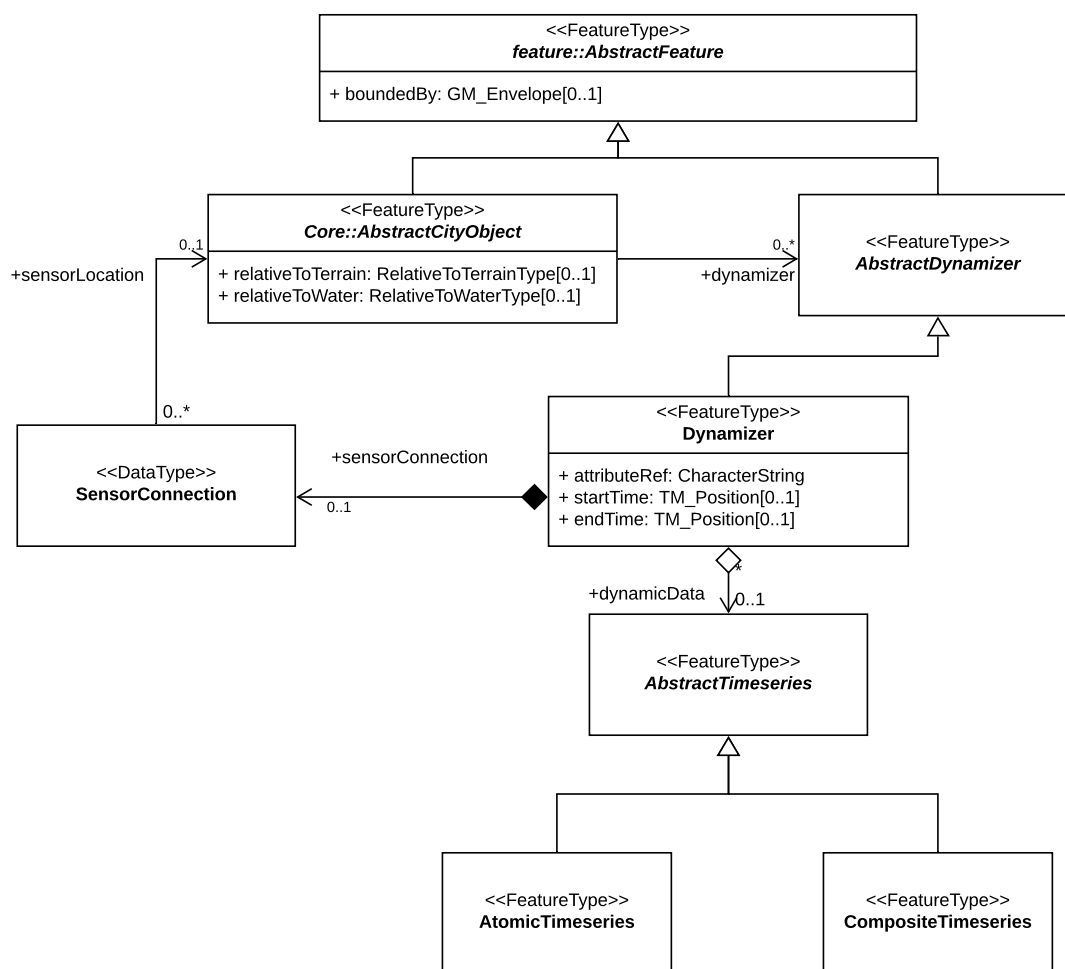 <<FeatureType>>
feature::AbstractFeature
+ boundedBy: GM_Envelope[0..1]
<<FeatureType>>
Core::AbstractCityObject
+ relativeToTerrain: RelativeToTerrainType[0..1]
+ relativeToWater: RelativeToWaterType[0..1]
<<FeatureType>>
AbstractDynamizer
0..1
+sensorLocation
0..*
+dynamizer
0..*
<<DataType>>
SensorConnection
+sensorConnection
0..1
<<FeatureType>>
Dynamizer
+ attributeRef: CharacterString
+ startTime: TM_Position[0..1]
+ endTime: TM_Position[0..1]
*
+dynamicData
0..1
<<FeatureType>>
AbstractTimeseries
<<FeatureType>>
AtomicTimeseries
<<FeatureType>>
CompositeTimeseries